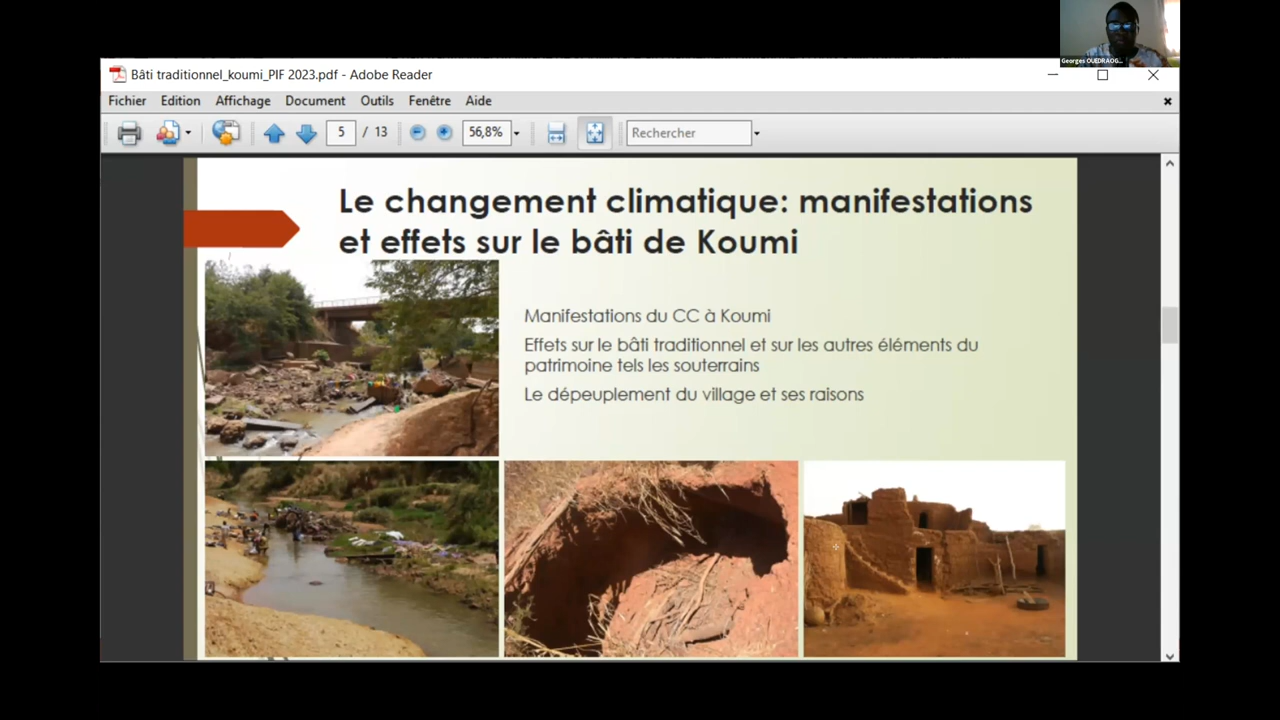 Georges OUEDRAOG...
Bâti traditionnel_koumi_PIF 2023.pdf - Adobe Reader
Fichier Edition Affichage Document Outils Fenêtre Aide
5 / 13 56,8% Rechercher
Le changement climatique: manifestations
et effets sur le bâti de Koumi
Manifestations du CC à Koumi
Effets sur le bâti traditionnel et sur les autres éléments du
patrimoine tels les souterrains
Le dépeuplement du village et ses raisons